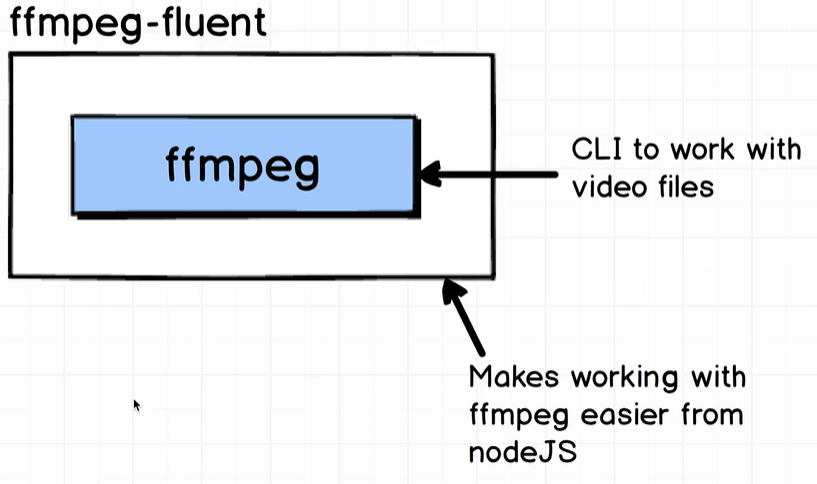 ffmpeg-fluent
ffmpeg
CLI to work with
video files
Makes working with
ffmpeg easier from
nodeJS